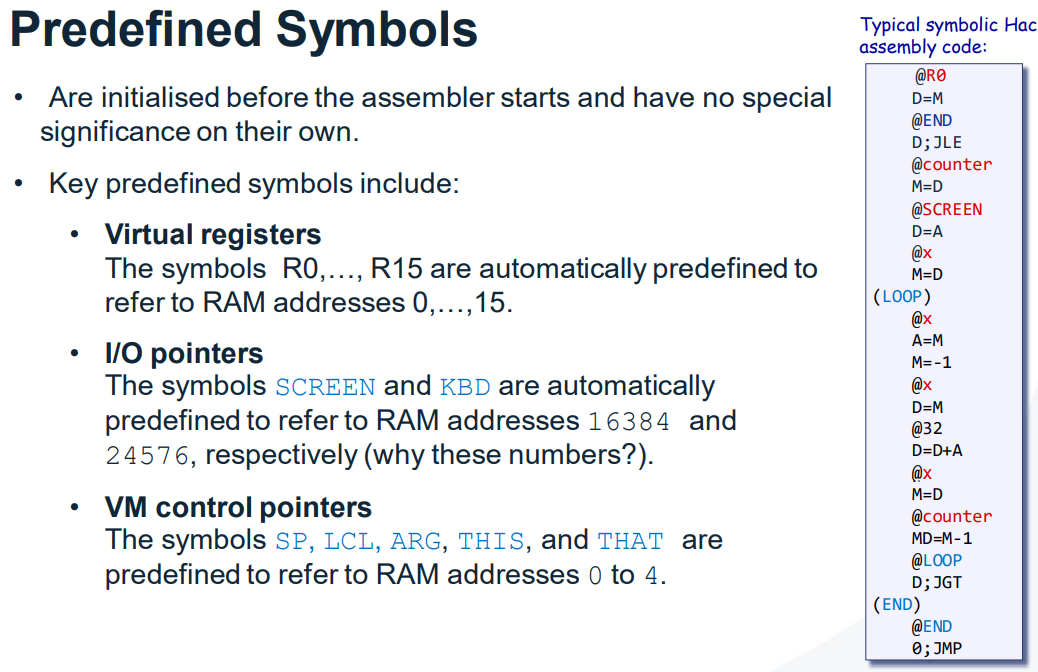 Predefined Symbols
• Are initialised before the assembler starts and have no special
significance on their own.
• Key predefined symbols include:
• Virtual registers
The symbols R0,…, R15 are automatically predefined to
refer to RAM addresses 0,…,15.
• I/O pointers
The symbols SCREEN and KBD are automatically
predefined to refer to RAM addresses 16384 and
24576, respectively (why these numbers?).
• VM control pointers
The symbols SP, LCL, ARG, THIS, and THAT are
predefined to refer to RAM addresses 0 to 4.
Typical symbolic Hac
assembly code:
@R0
D=M
@END
D;JLE
@counter
M=D
@SCREEN
D=A
@x
M=D
(LOOP)
@x
A=M
M=-1
@x
D=M
@32
D=D+A
@x
M=D
@counter
MD=M-1
@LOOP
D;JGT
(END)
@END
0;JMP